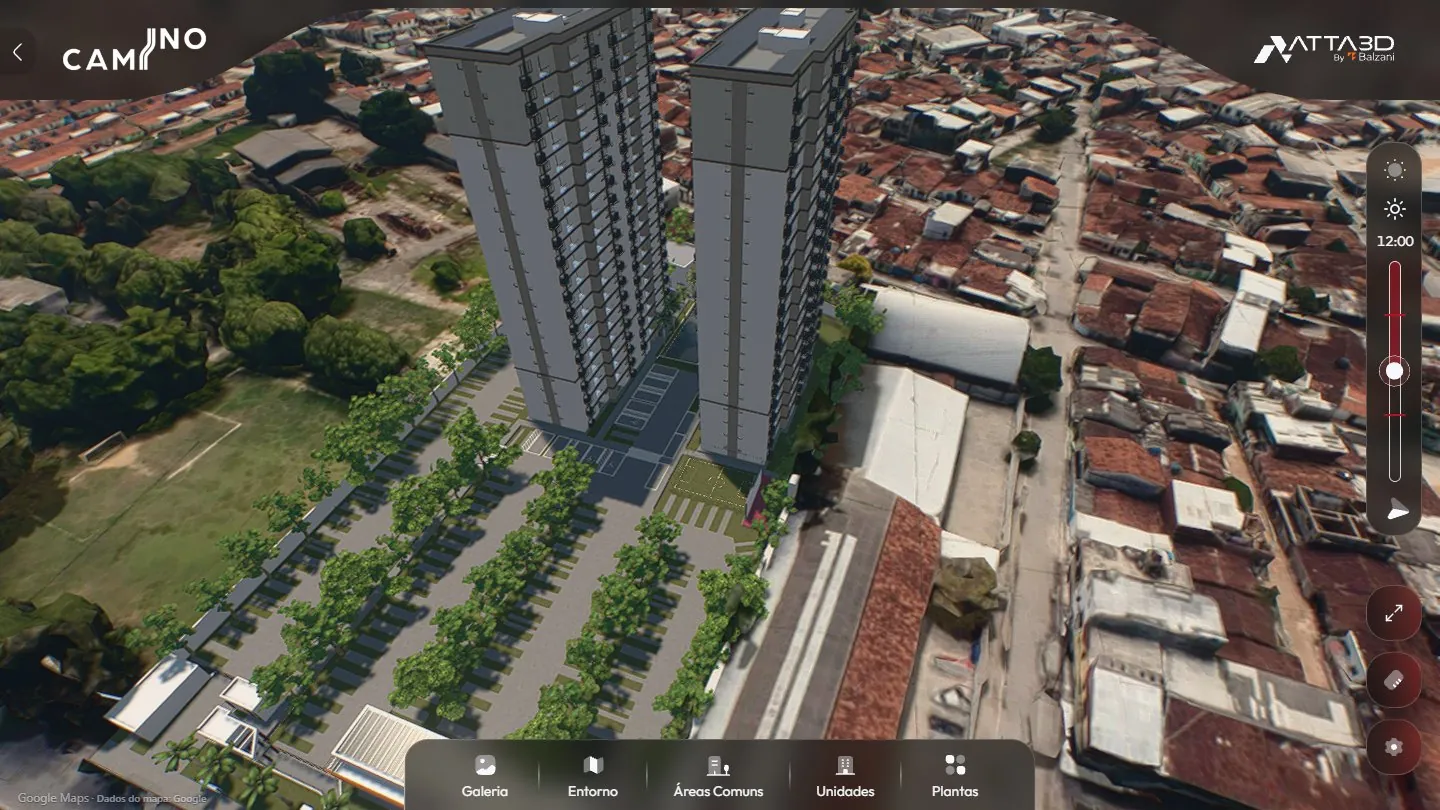 CAMINO
ATTA3D
By Balzani
12:00
Galeria
Entorno
Áreas Comuns
Unidades
Plantas
Google Maps · Dados do mapa: Google